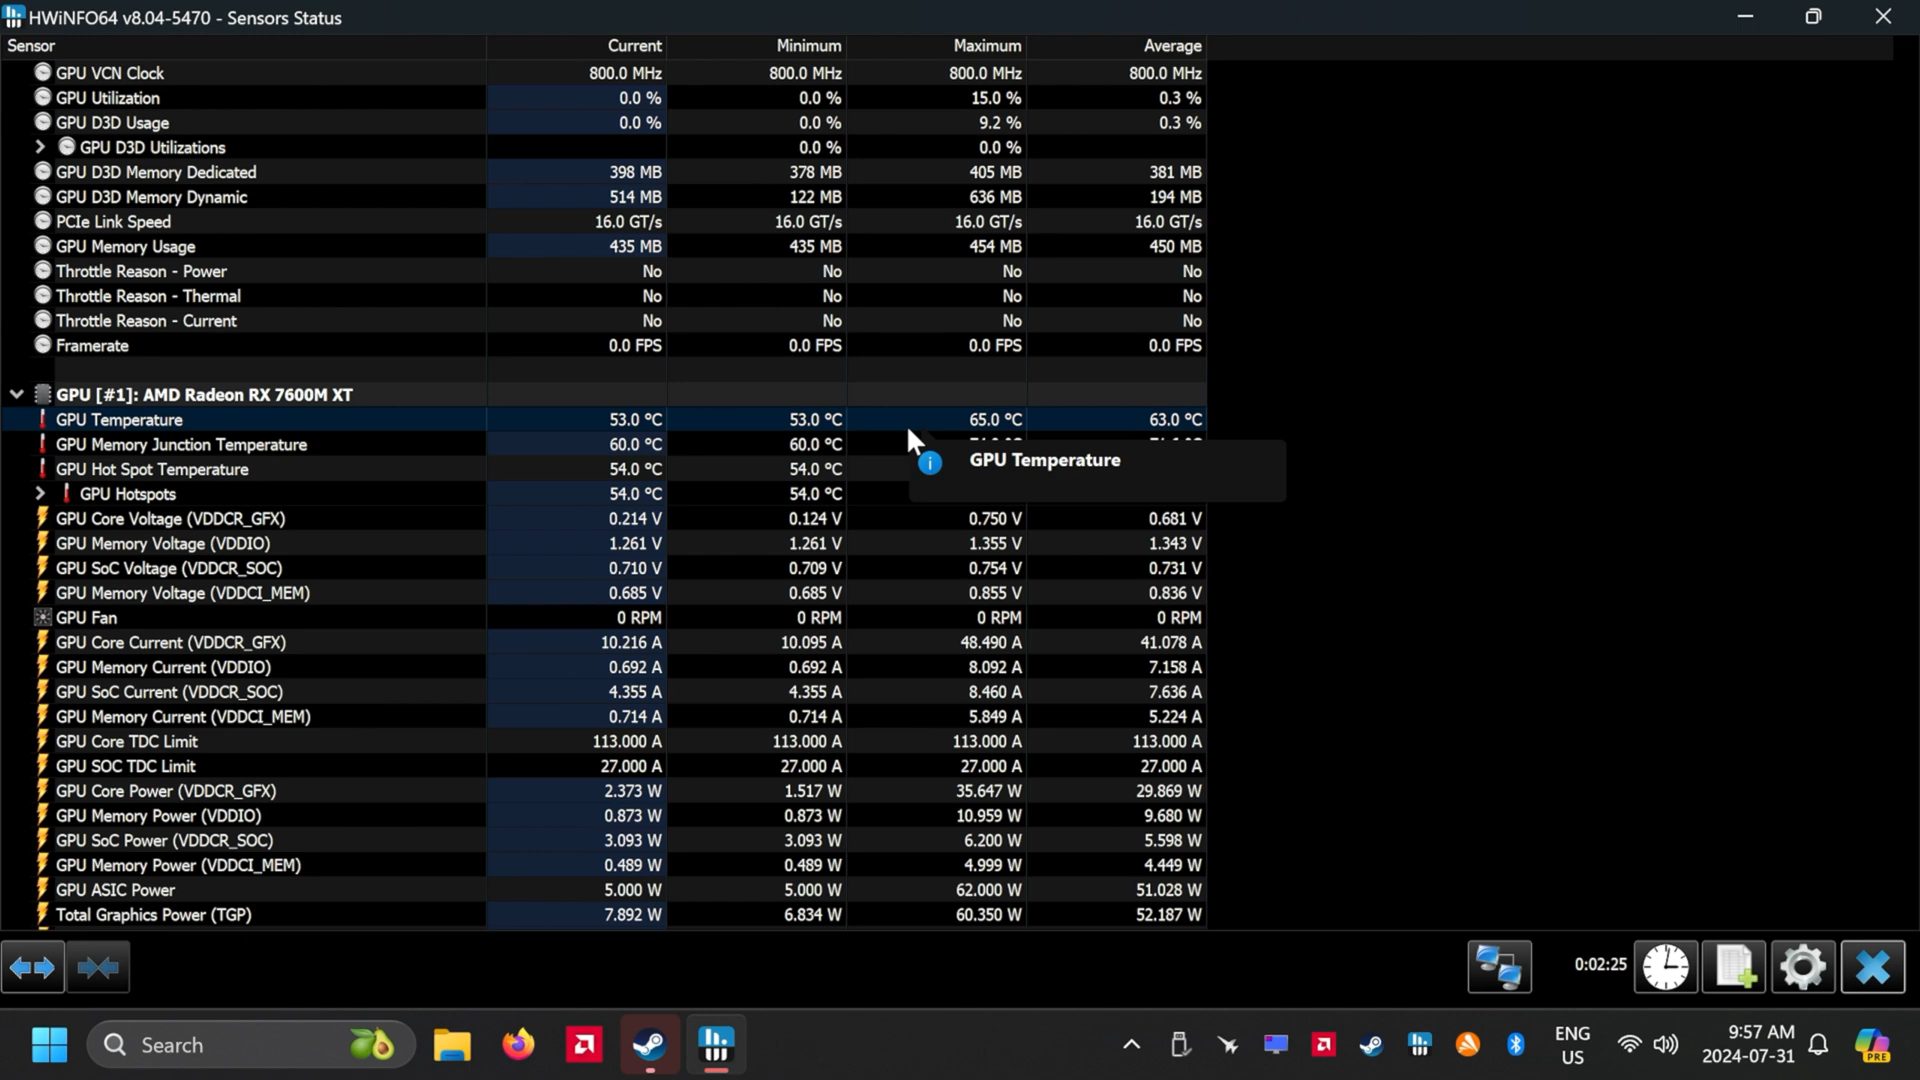 HWiNFO64 v8.04-5470 - Sensors Status
Sensor Current Minimum Maximum Average
GPU VCN Clock 800.0 MHz 800.0 MHz 800.0 MHz 800.0 MHz
GPU Utilization 0.0 % 0.0 % 15.0 % 0.3 %
GPU D3D Usage 0.0 % 0.0 % 9.2 % 0.3 %
GPU D3D Utilizations 0.0 % 0.0 %
GPU D3D Memory Dedicated 398 MB 378 MB 405 MB 381 MB
GPU D3D Memory Dynamic 514 MB 122 MB 636 MB 194 MB
PCIe Link Speed 16.0 GT/s 16.0 GT/s 16.0 GT/s 16.0 GT/s
GPU Memory Usage 435 MB 435 MB 454 MB 450 MB
Throttle Reason - Power No No No No
Throttle Reason - Thermal No No No No
Throttle Reason - Current No No No No
Framerate 0.0 FPS 0.0 FPS 0.0 FPS 0.0 FPS
GPU [#1]: AMD Radeon RX 7600M XT
GPU Temperature 53.0 °C 53.0 °C 65.0 °C 63.0 °C
GPU Memory Junction Temperature 60.0 °C 60.0 °C
GPU Temperature
GPU Hot Spot Temperature 54.0 °C 54.0 °C
GPU Hotspots 54.0 °C 54.0 °C
GPU Core Voltage (VDDCR_GFX) 0.214 V 0.124 V 0.750 V 0.681 V
GPU Memory Voltage (VDDIO) 1.261 V 1.261 V 1.355 V 1.343 V
GPU SoC Voltage (VDDCR_SOC) 0.710 V 0.709 V 0.754 V 0.731 V
GPU Memory Voltage (VDDCI_MEM) 0.685 V 0.685 V 0.855 V 0.836 V
GPU Fan 0 RPM 0 RPM 0 RPM 0 RPM
GPU Core Current (VDDCR_GFX) 10.216 A 10.095 A 48.490 A 41.078 A
GPU Memory Current (VDDIO) 0.692 A 0.692 A 8.092 A 7.158 A
GPU SoC Current (VDDCR_SOC) 4.355 A 4.355 A 8.460 A 7.636 A
GPU Memory Current (VDDCI_MEM) 0.714 A 0.714 A 5.849 A 5.224 A
GPU Core TDC Limit 113.000 A 113.000 A 113.000 A 113.000 A
GPU SOC TDC Limit 27.000 A 27.000 A 27.000 A 27.000 A
GPU Core Power (VDDCR_GFX) 2.373 W 1.517 W 35.647 W 29.869 W
GPU Memory Power (VDDIO) 0.873 W 0.873 W 10.959 W 9.680 W
GPU SoC Power (VDDCR_SOC) 3.093 W 3.093 W 6.200 W 5.598 W
GPU Memory Power (VDDCI_MEM) 0.489 W 0.489 W 4.999 W 4.449 W
GPU ASIC Power 5.000 W 5.000 W 62.000 W 51.028 W
Total Graphics Power (TGP) 7.892 W 6.834 W 60.350 W 52.187 W
0:02:25
Search
ENG
US
9:57 AM
2024-07-31
PRE